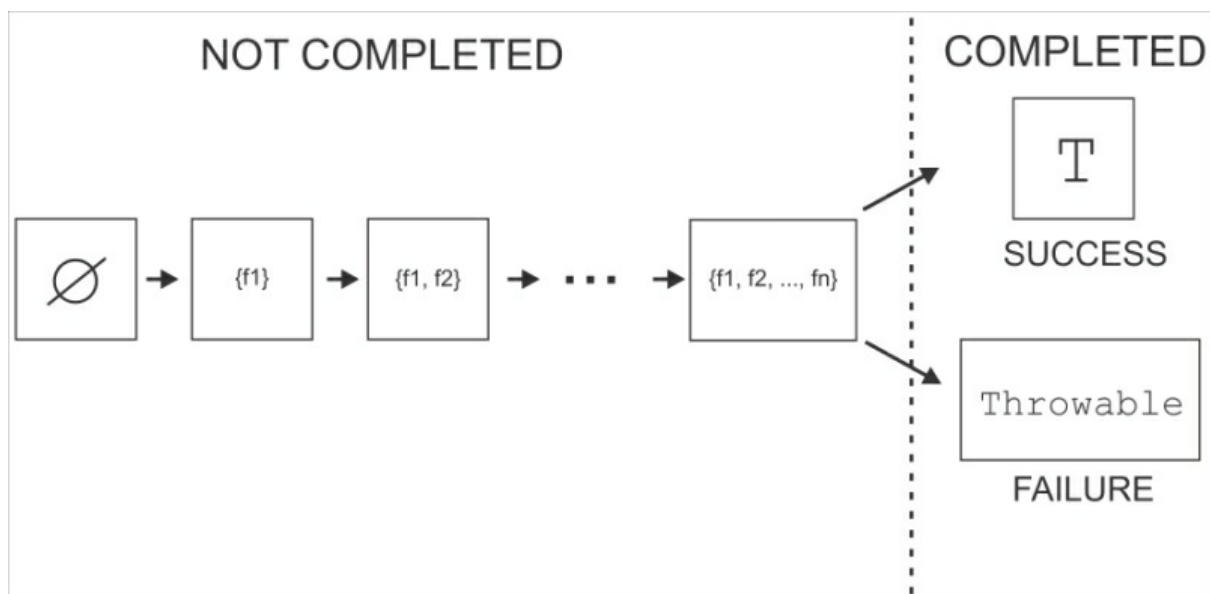 NOT COMPLETED
COMPLETED
T
SUCCESS
∅
{f1}
{f1, f2}
...
{f1, f2, ..., fn}
Throwable
FAILURE